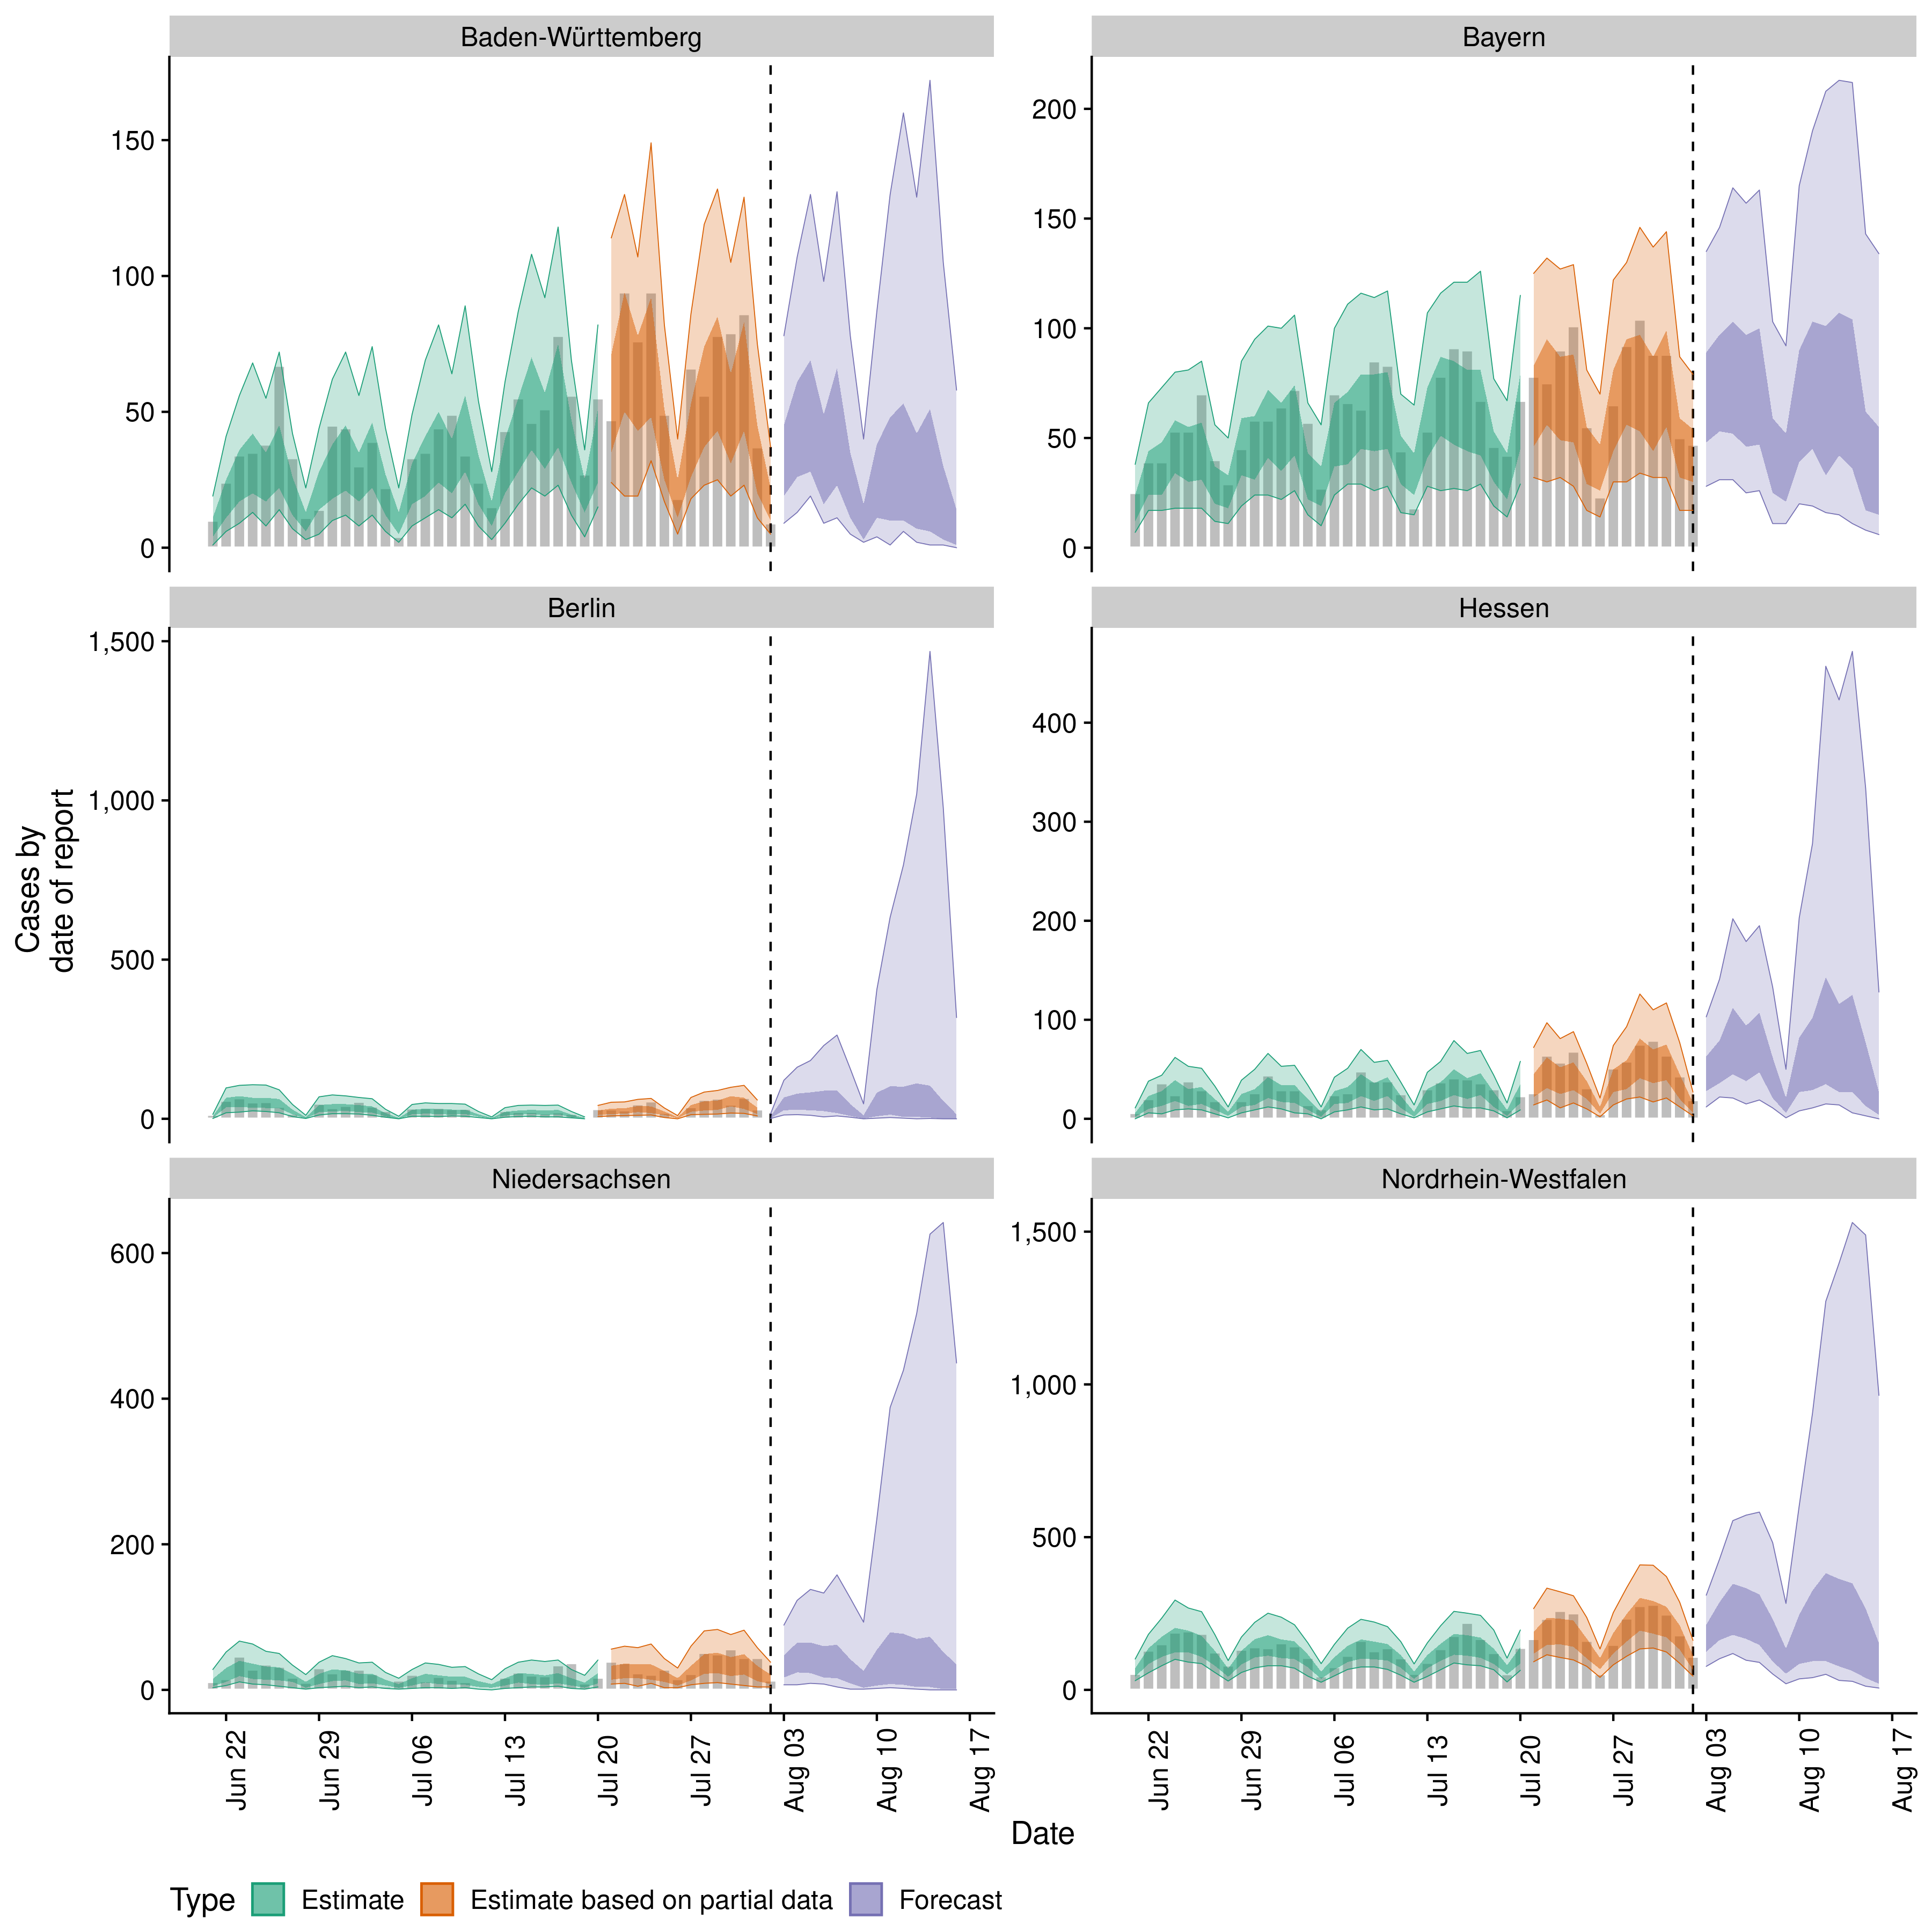 Baden-Württemberg
Bayern
150
100
50
0
200
150
100
50
0
Berlin
Hessen
1,500
1,000
500
0
400
300
200
100
0
Cases by
date of report
Niedersachsen
Nordrhein-Westfalen
600
400
200
0
1,500
1,000
500
0
Jun 22
Jun 29
Jul 06
Jul 13
Jul 20
Jul 27
Aug 03
Aug 10
Aug 17
Jun 22
Jun 29
Jul 06
Jul 13
Jul 20
Jul 27
Aug 03
Aug 10
Aug 17
Date
Type Estimate Estimate based on partial data Forecast